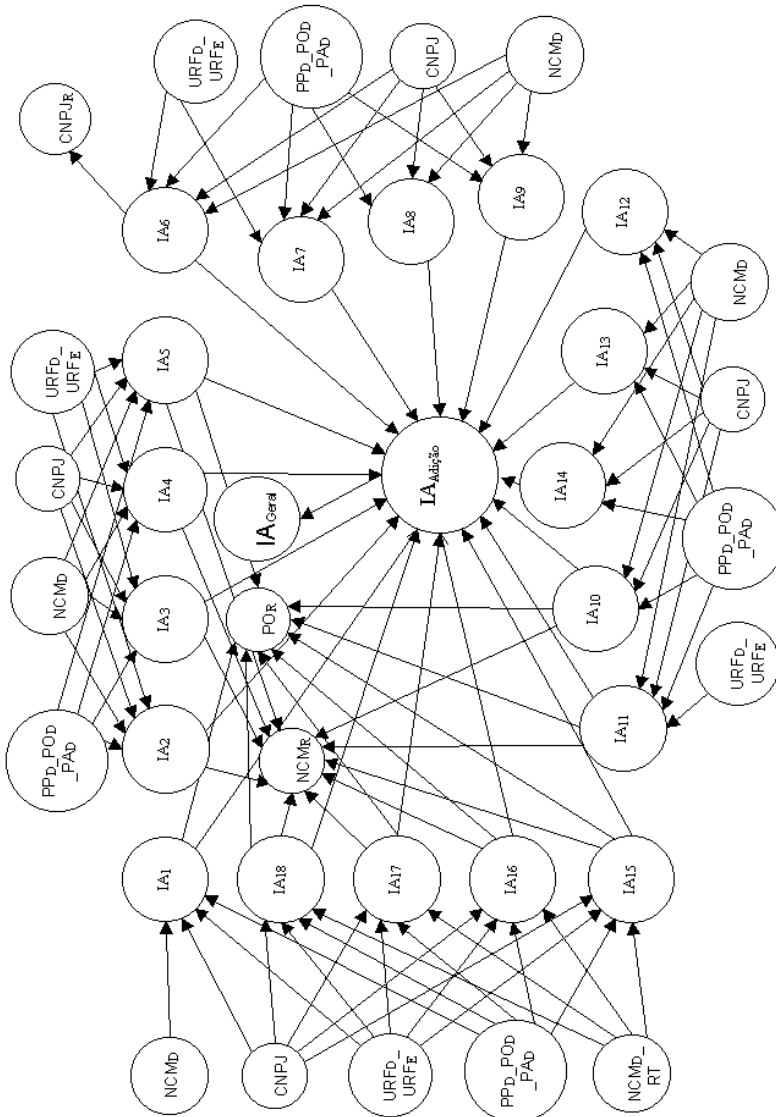 PPD_POD
_PAD
NCMD
CNPJ
URFD_
URFE
CNPJR
NCMD
IA1
IA2
IA3
IA4
IA5
IA6
URFD_
URFE
CNPJ
IA18
NCMR
POR
IAGeral
IA7
PPD_POD
_PAD
URFD_
URFE
IA17
IAAdição
IA8
CNPJ
PPD_POD
_PAD
IA16
IA9
NCMD
NCMD_
RT
IA15
IA11
IA10
IA14
IA13
IA12
URFD_
URFE
PPD_POD
_PAD
CNPJ
NCMD